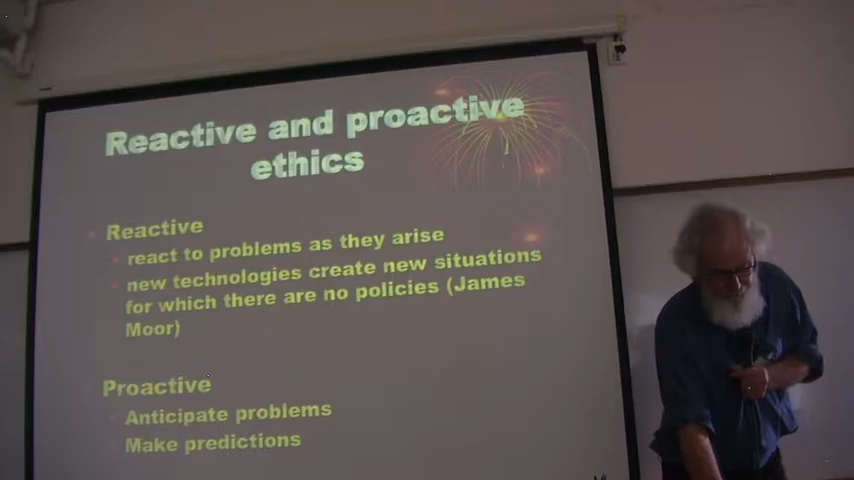 Reactive and proactive
ethics
Reactive
react to problems as they arise
new technologies create new situations
for which there are no policies (James
Moor)
Proactive
Anticipate problems
Make predictions